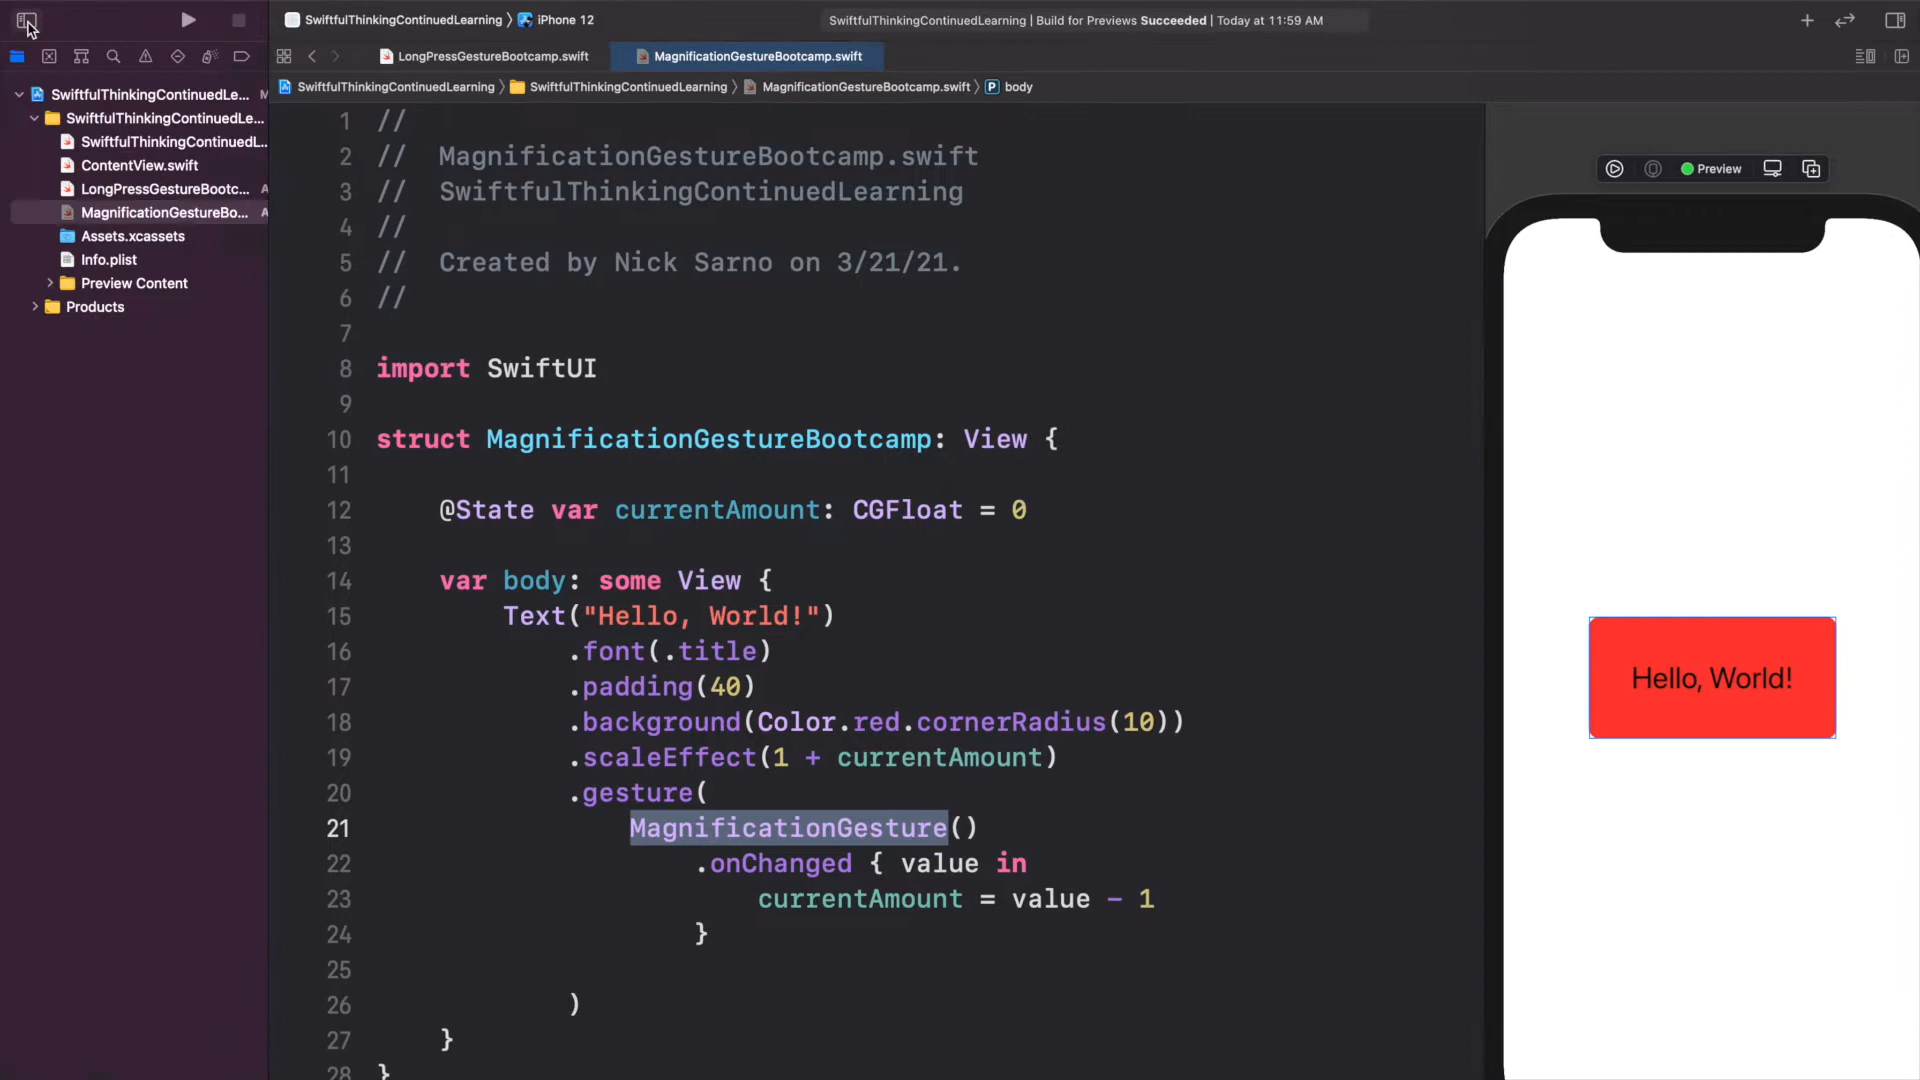 SwiftfulThinkingContinuedLearning 〉 iPhone 12
SwiftfulThinkingContinuedLearning | Build for Previews Succeeded | Today at 11:59 AM
LongPressGestureBootcamp.swift
MagnificationGestureBootcamp.swift
SwiftfulThinkingContinuedLearning 〉 SwiftfulThinkingContinuedLearning 〉 MagnificationGestureBootcamp.swift 〉 P body
SwiftfulThinkingContinuedLe... M
SwiftfulThinkingContinuedLe...
SwiftfulThinkingContinuedL...
ContentView.swift
LongPressGestureBootc... A
MagnificationGestureBo... A
Assets.xcassets
Info.plist
Preview Content
Products
1 //
2 //  MagnificationGestureBootcamp.swift
3 //  SwiftfulThinkingContinuedLearning
4 //
5 //  Created by Nick Sarno on 3/21/21.
6 //
7
8 import SwiftUI
9
10 struct MagnificationGestureBootcamp: View {
11
12     @State var currentAmount: CGFloat = 0
13
14     var body: some View {
15         Text("Hello, World!")
16             .font(.title)
17             .padding(40)
18             .background(Color.red.cornerRadius(10))
19             .scaleEffect(1 + currentAmount)
20             .gesture(
21                 MagnificationGesture()
22                     .onChanged { value in
23                         currentAmount = value - 1
24                     }
25
26             )
27     }
28 }
Preview
Hello, World!